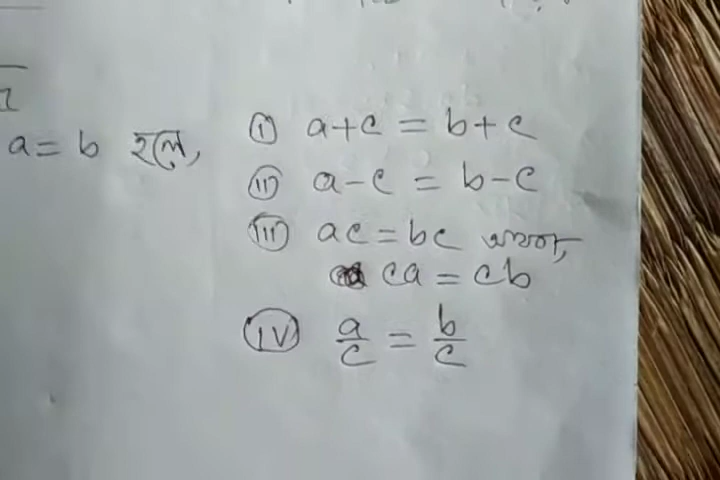 a = b হলে,
(i) a+c = b+c
(ii) a-c = b-c
(iii) ac = bc অথবা,
ca = cb
(iv) a/c = b/c